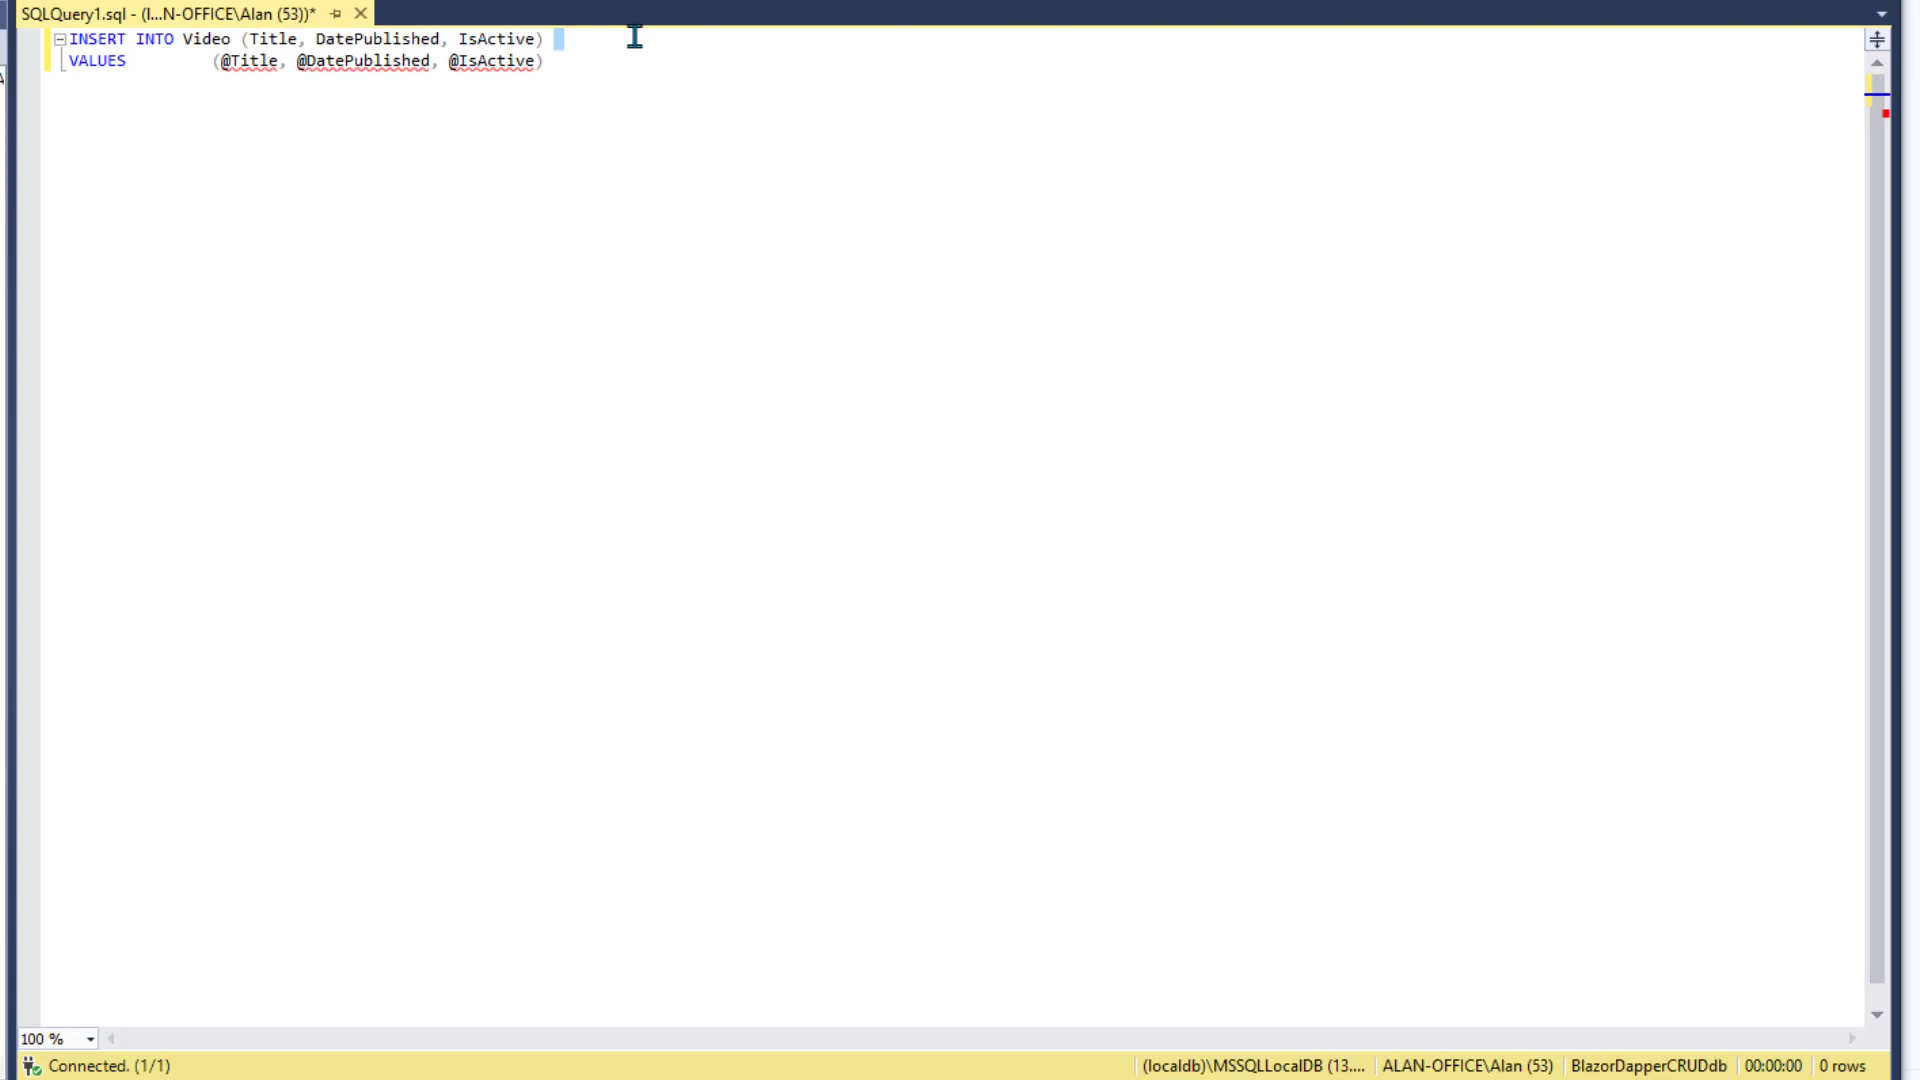 SQLQuery1.sql - (l...N-OFFICE\Alan (53))*
INSERT INTO Video (Title, DatePublished, IsActive)
VALUES (@Title, @DatePublished, @IsActive)
100 %
Connected. (1/1)
(localdb)\MSSQLLocalDB (13....
ALAN-OFFICE\Alan (53)
BlazorDapperCRUDdb
00:00:00
0 rows